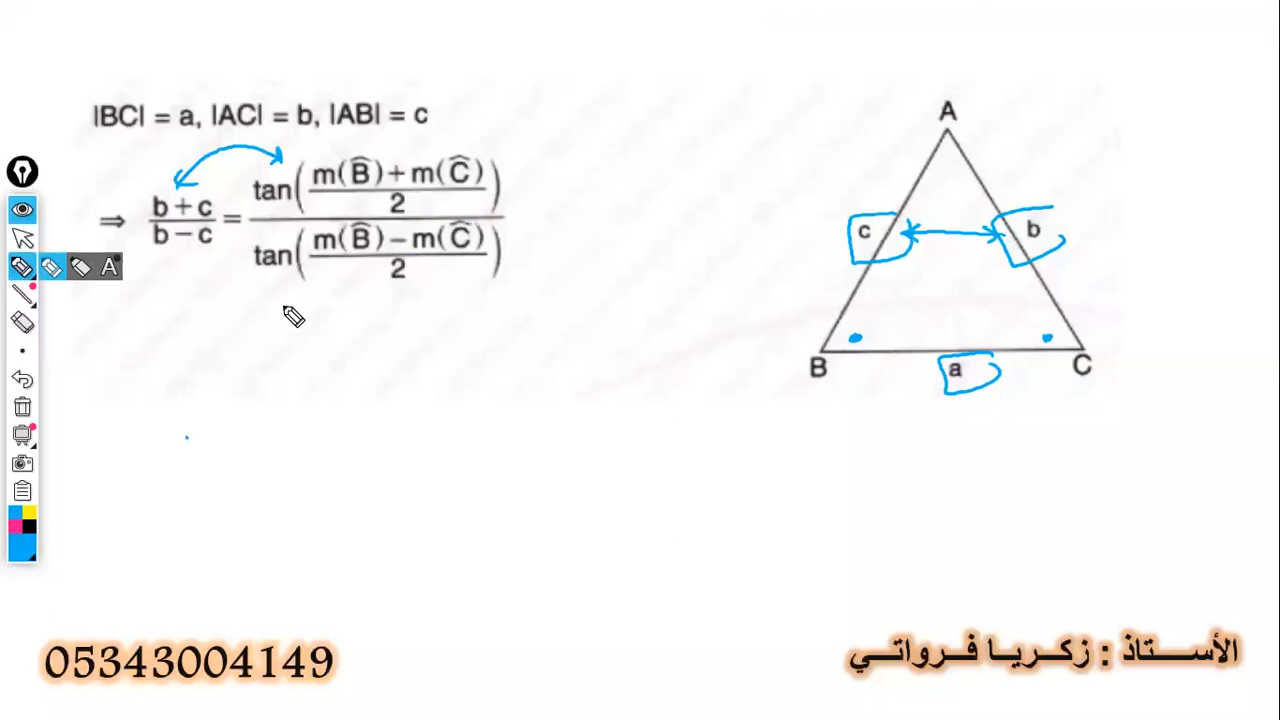 |BC| = a, |AC| = b, |AB| = c
⇒ b + c / b − c = tan( m(B̂) + m(Ĉ) / 2 ) / tan( m(B̂) − m(Ĉ) / 2 )
A
c
b
B
a
C
A
05343004149
الأستاذ : زكريا فرواتي